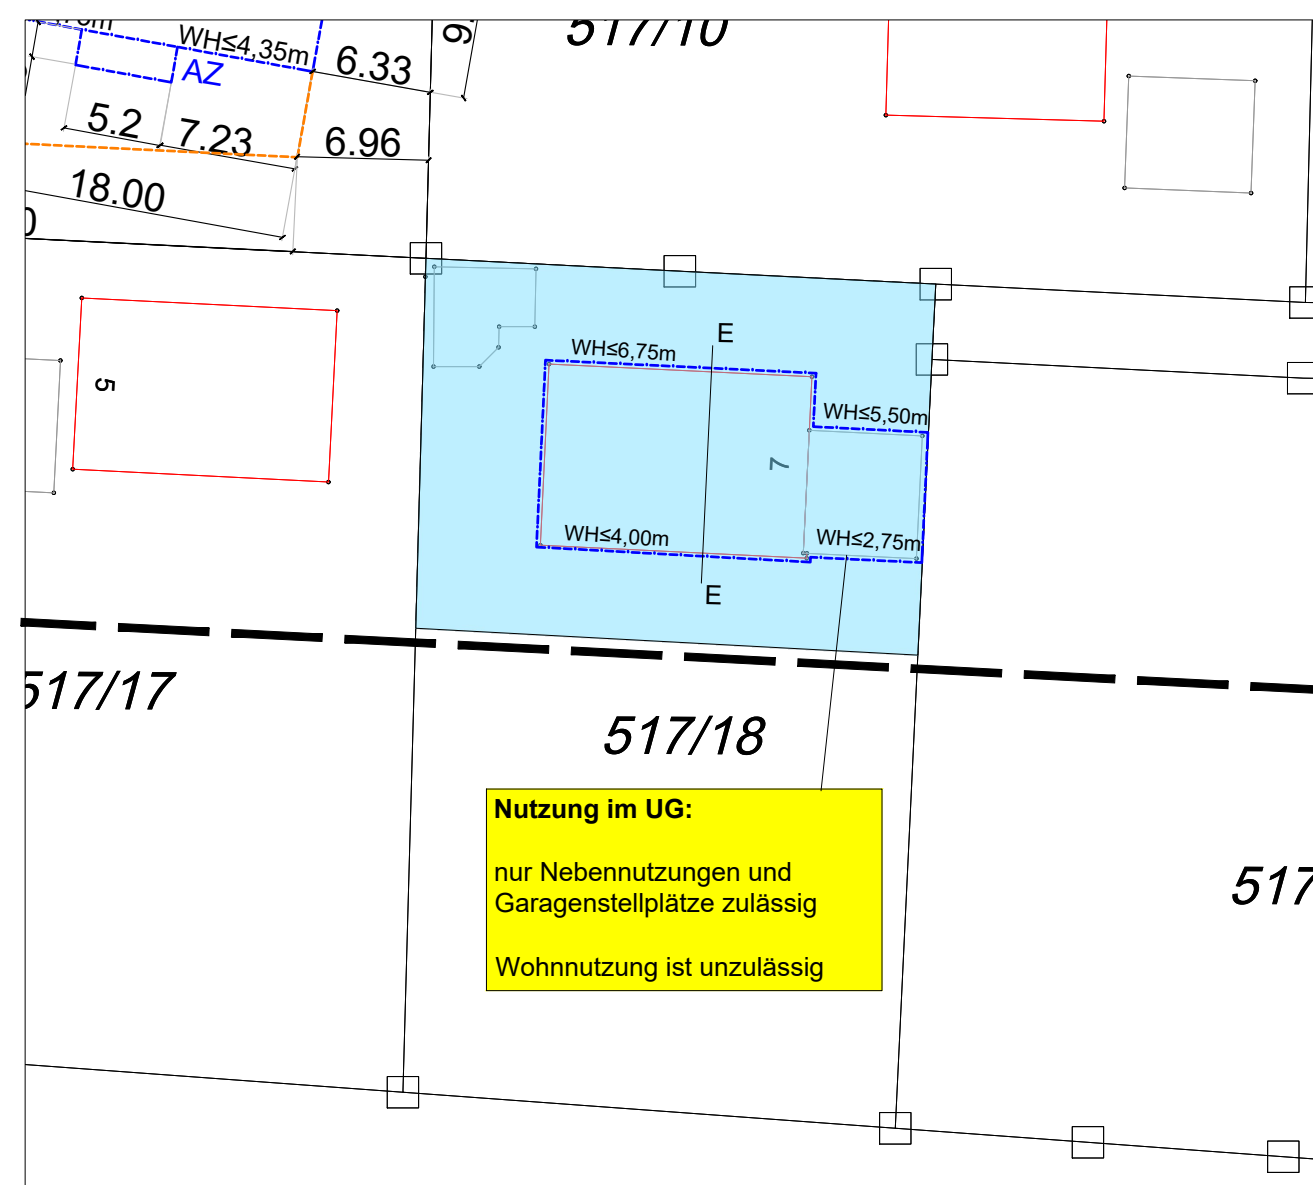 WH≤4,35m
6.33
517/10
AZ
5.2
7.23
6.96
18.00
5
E
WH≤6,75m
WH≤5,50m
7
WH≤4,00m
WH≤2,75m
E
517/17
517/18
517
Nutzung im UG:
nur Nebennutzungen und
Garagenstellplätze zulässig
Wohnnutzung ist unzulässig